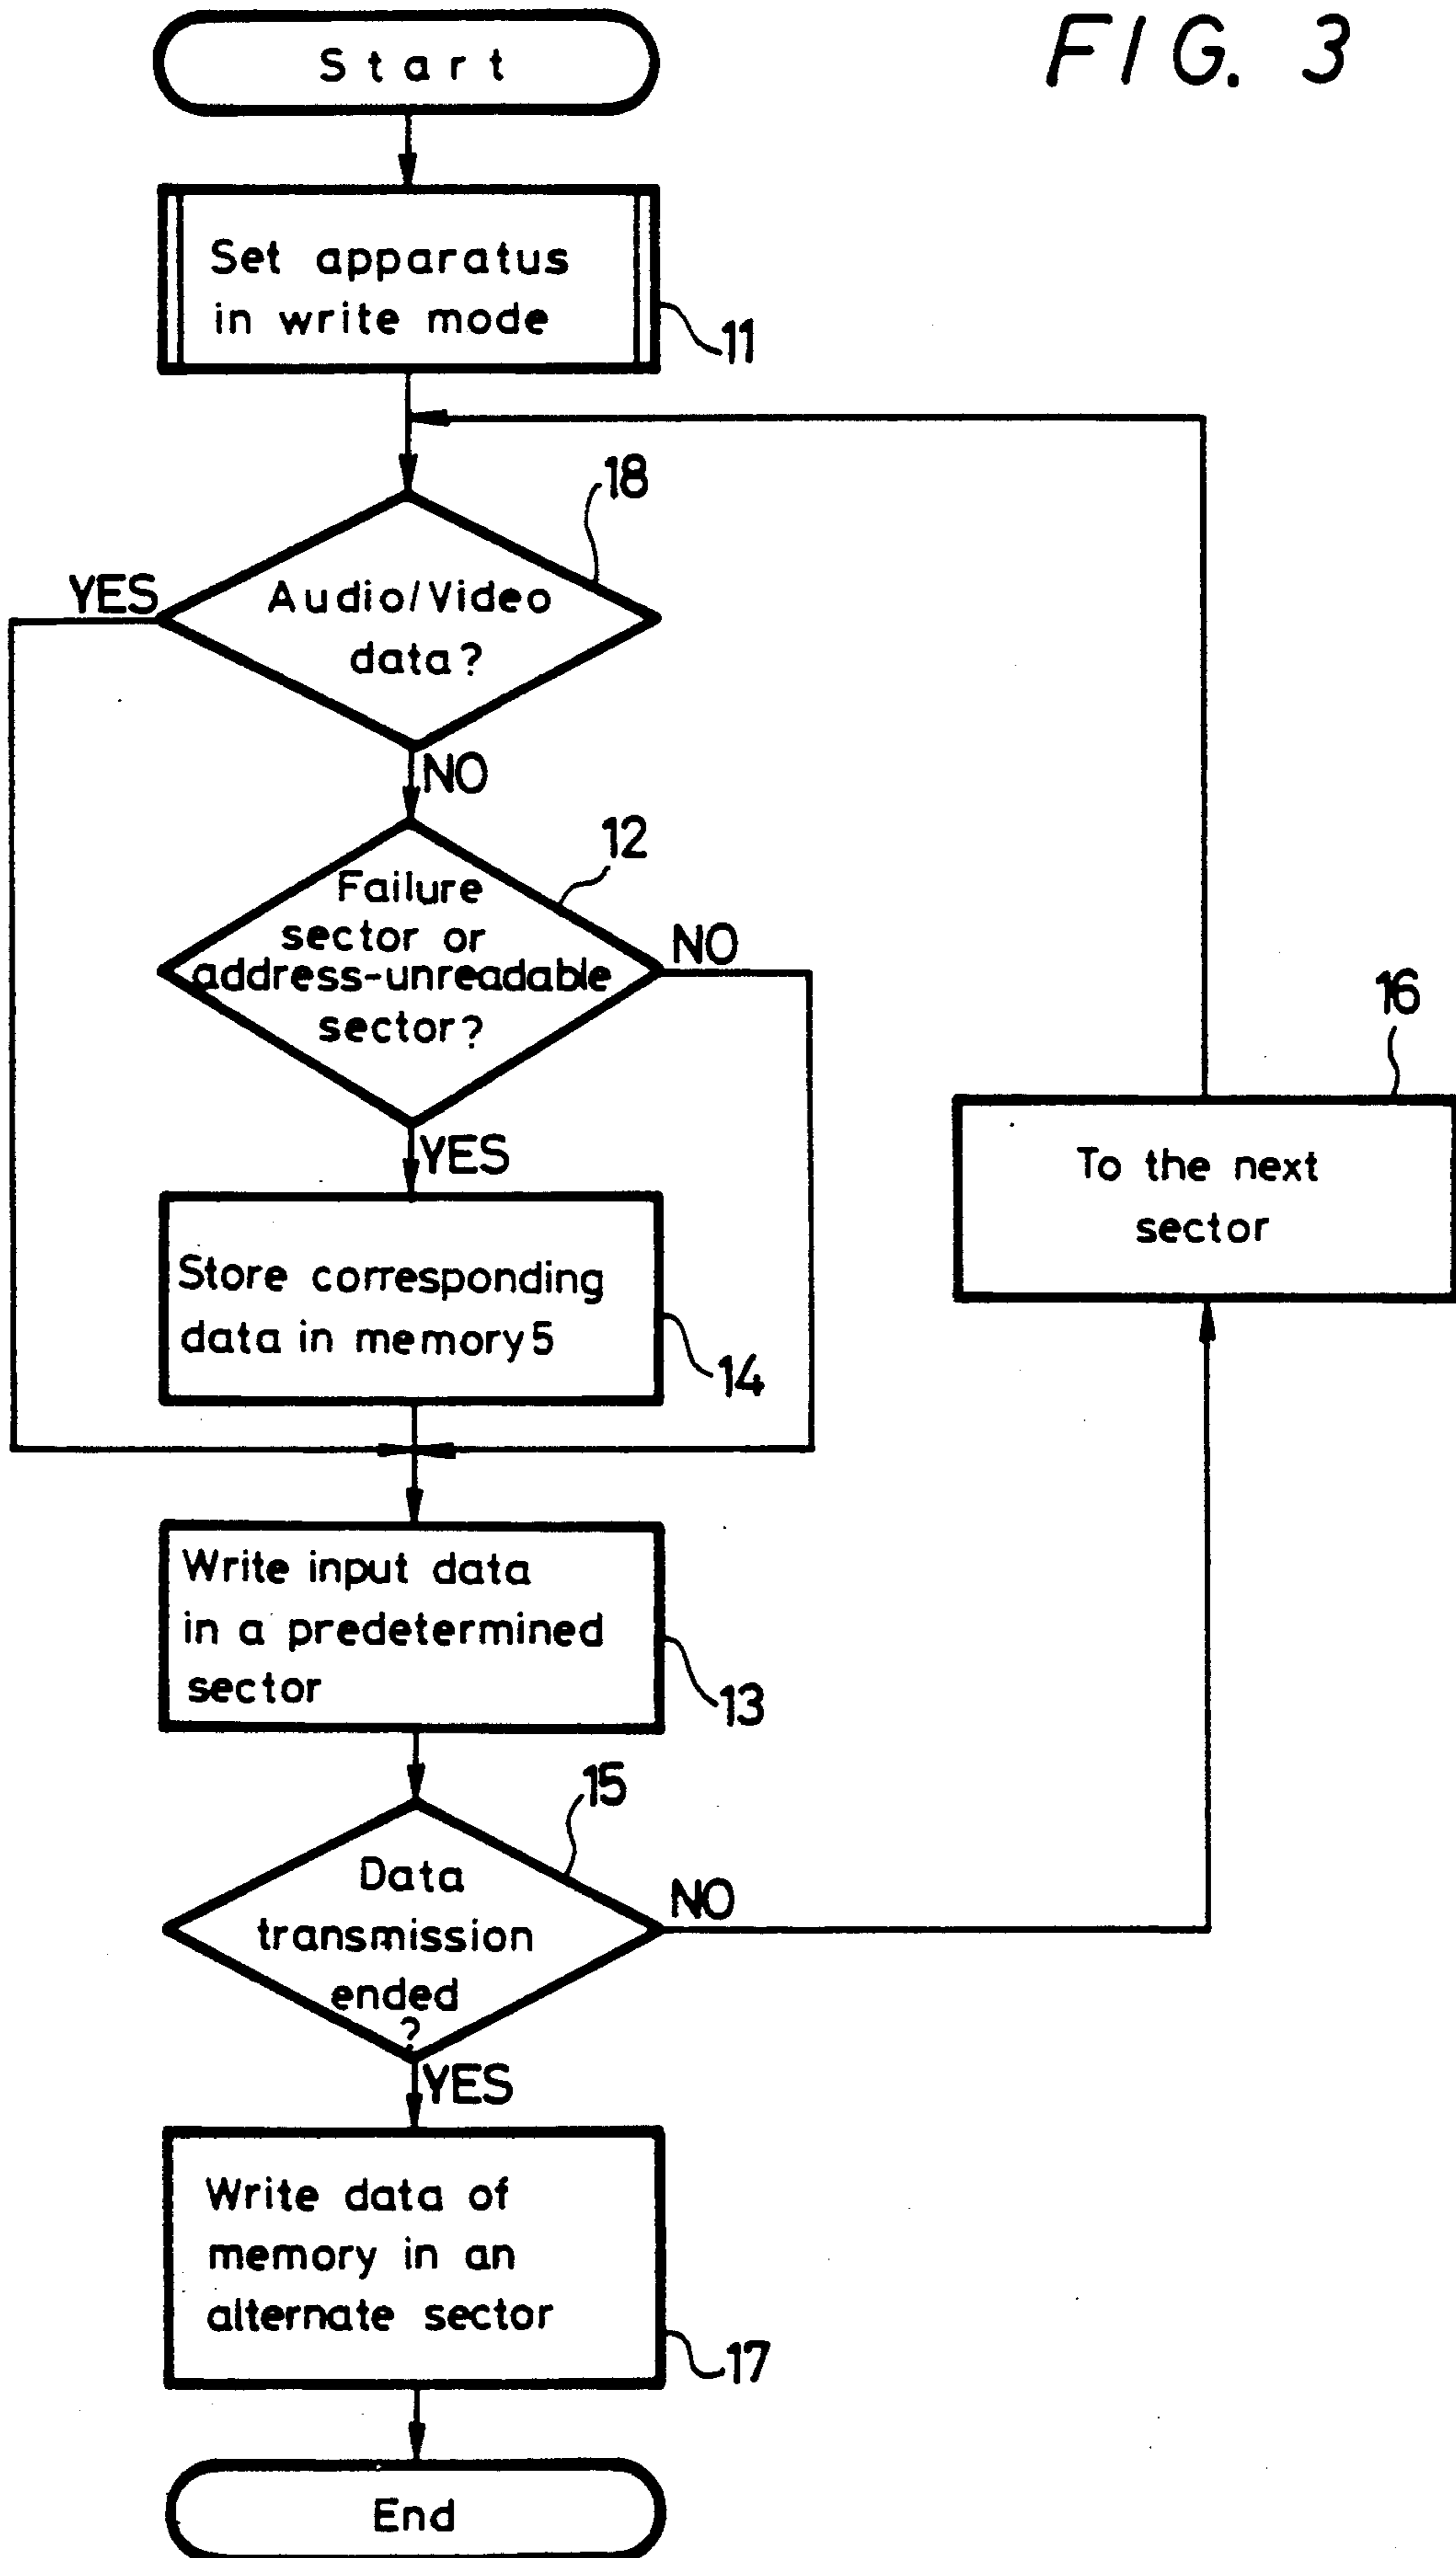 FIG. 3
Start
Set apparatus
in write mode
11
18
YES
Audio/Video
data?
NO
12
Failure
sector or
address-unreadable
sector?
NO
16
YES
To the next
sector
Store corresponding
data in memory5
14
Write input data
in a predetermined
sector
13
15
Data
transmission
ended
?
NO
YES
Write data of
memory in an
alternate sector
17
End